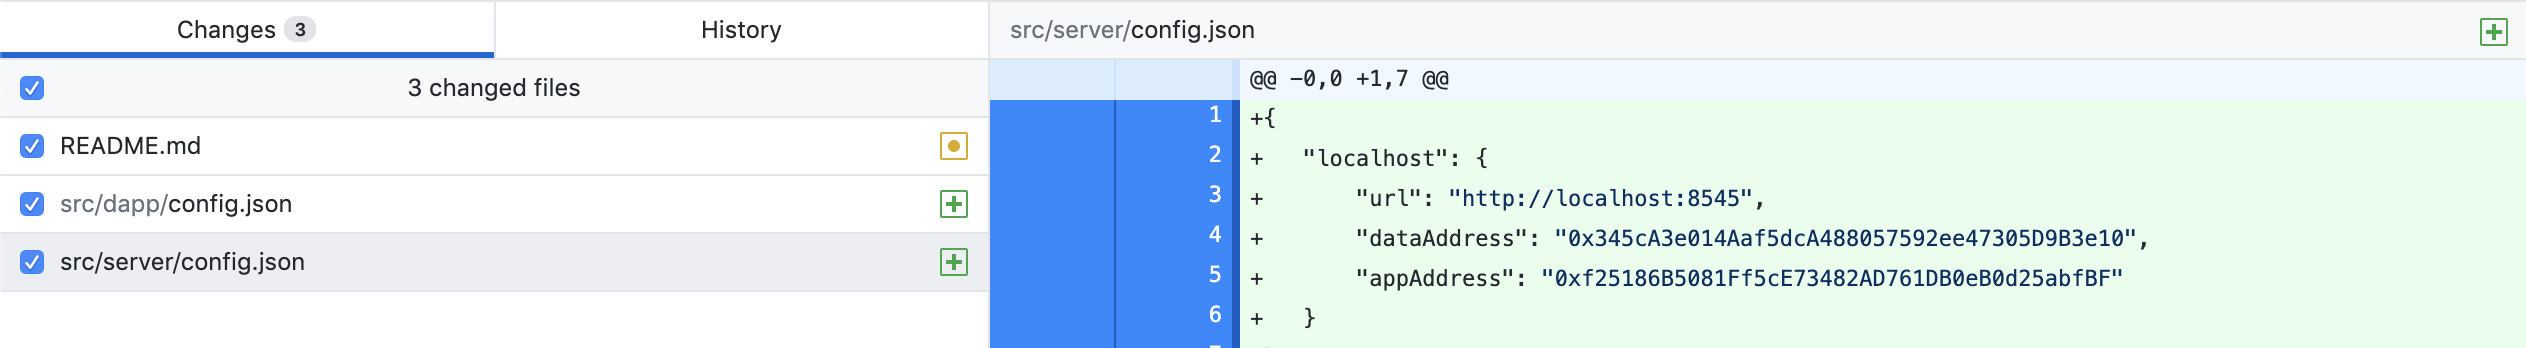 Changes 3
History
3 changed files
README.md
src/dapp/config.json
src/server/config.json
src/server/config.json
@@ -0,0 +1,7 @@
1 +{
2 + "localhost": {
3 + "url": "http://localhost:8545",
4 + "dataAddress": "0x345cA3e014Aaf5dcA488057592ee47305D9B3e10",
5 + "appAddress": "0xf25186B5081Ff5cE73482AD761DB0eB0d25abfBF"
6 + }